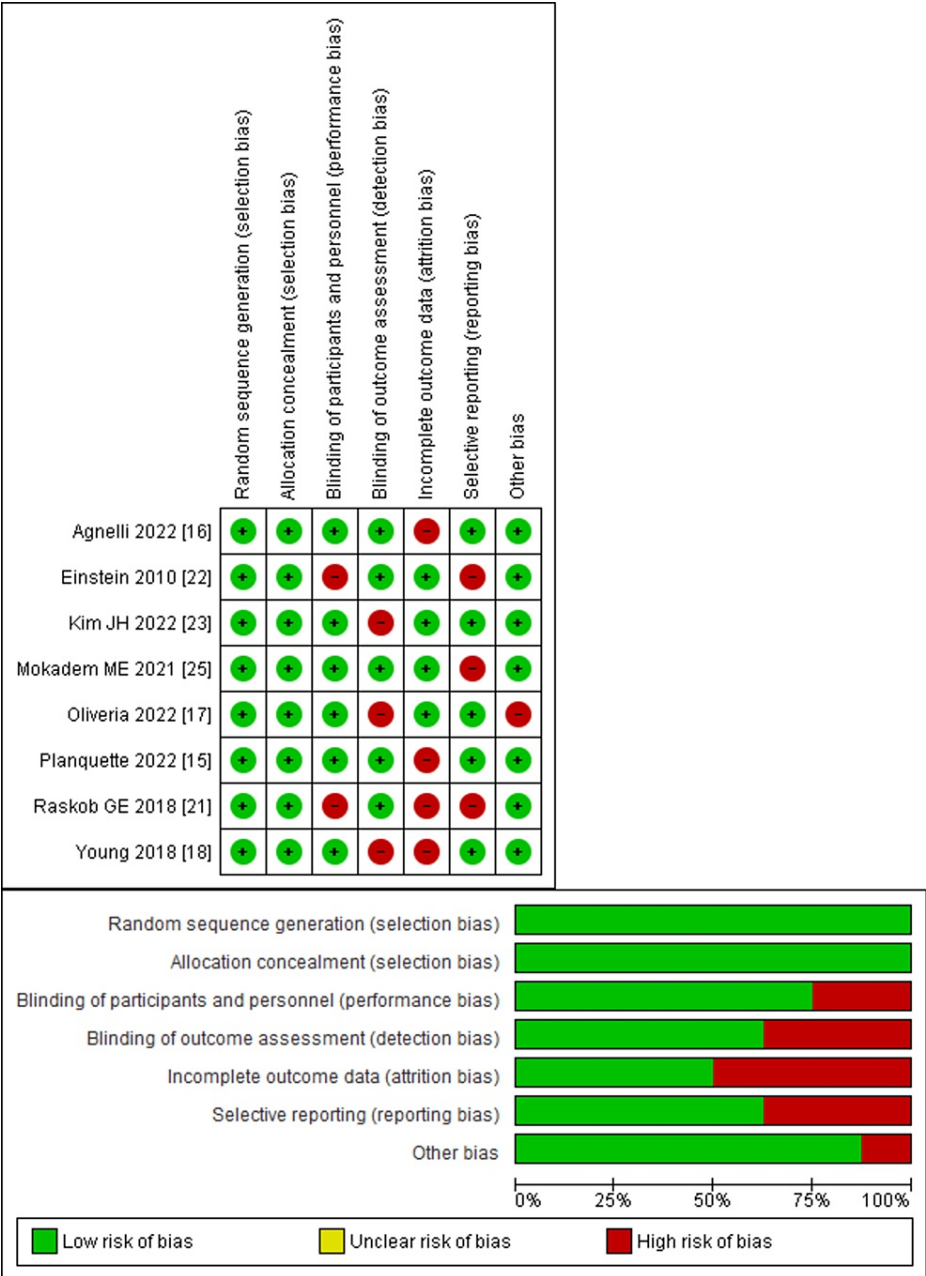 Random sequence generation (selection bias)
Allocation concealment (selection bias)
Blinding of participants and personnel (performance bias)
Blinding of outcome assessment (detection bias)
Incomplete outcome data (attrition bias)
Selective reporting (reporting bias)
Other bias
Agnelli 2022 [16] + + + + - + +
Einstein 2010 [22] + + - + + - +
Kim JH 2022 [23] + + + - + + +
Mokadem ME 2021 [25] + + + + + - +
Oliveria 2022 [17] + + + - + + -
Planquette 2022 [15] + + + + - + +
Raskob GE 2018 [21] + + - + - - +
Young 2018 [18] + + + - - + +
Random sequence generation (selection bias)
Allocation concealment (selection bias)
Blinding of participants and personnel (performance bias)
Blinding of outcome assessment (detection bias)
Incomplete outcome data (attrition bias)
Selective reporting (reporting bias)
Other bias
0% 25% 50% 75% 100%
Low risk of bias Unclear risk of bias High risk of bias